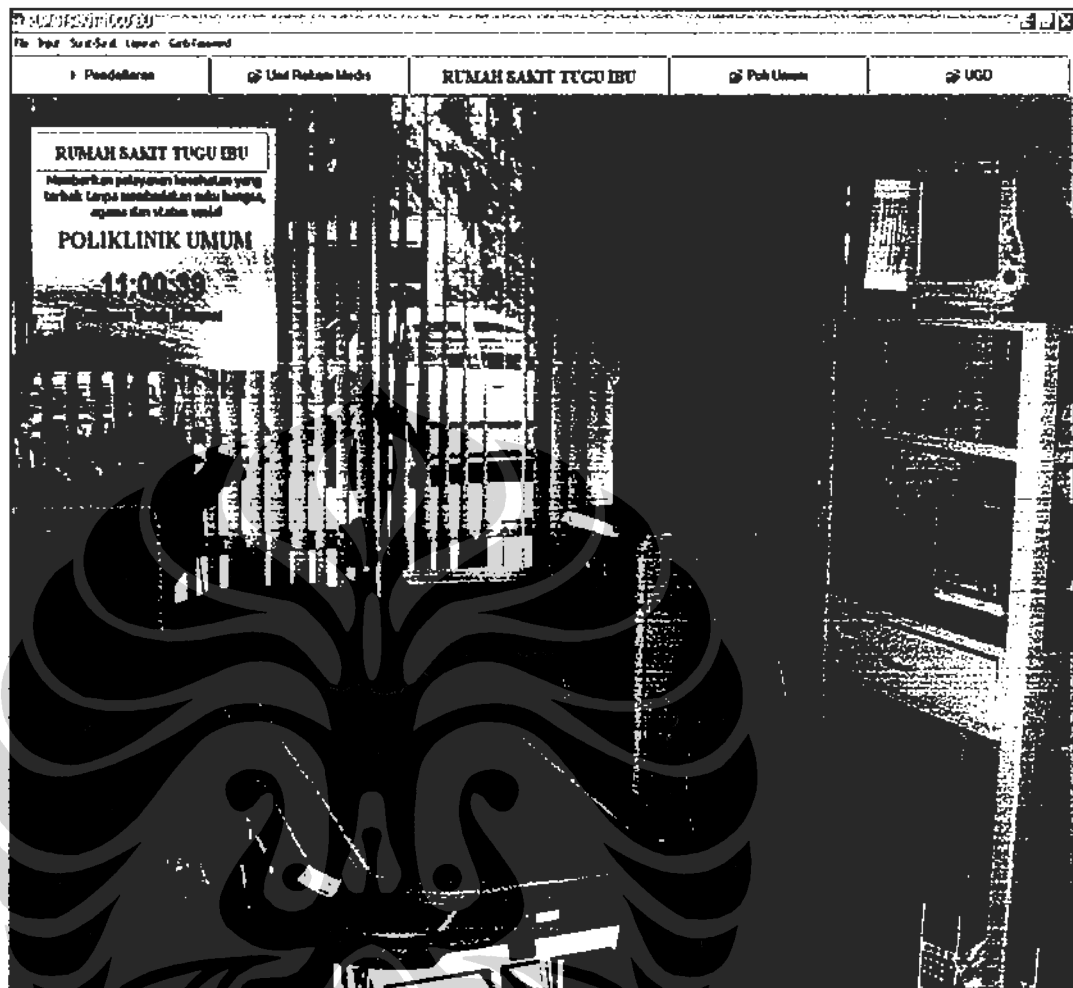 File Input Surat-Surat Laporan Ganti Password
Pendaftaran
Unit Rekam Medis
RUMAH SAKIT TUGU IBU
Poli Umum
UGD
RUMAH SAKIT TUGU IBU
Memberikan pelayanan kesehatan yang
terbaik tanpa membedakan suku bangsa,
agama dan status sosial
POLIKLINIK UMUM
11:00:39